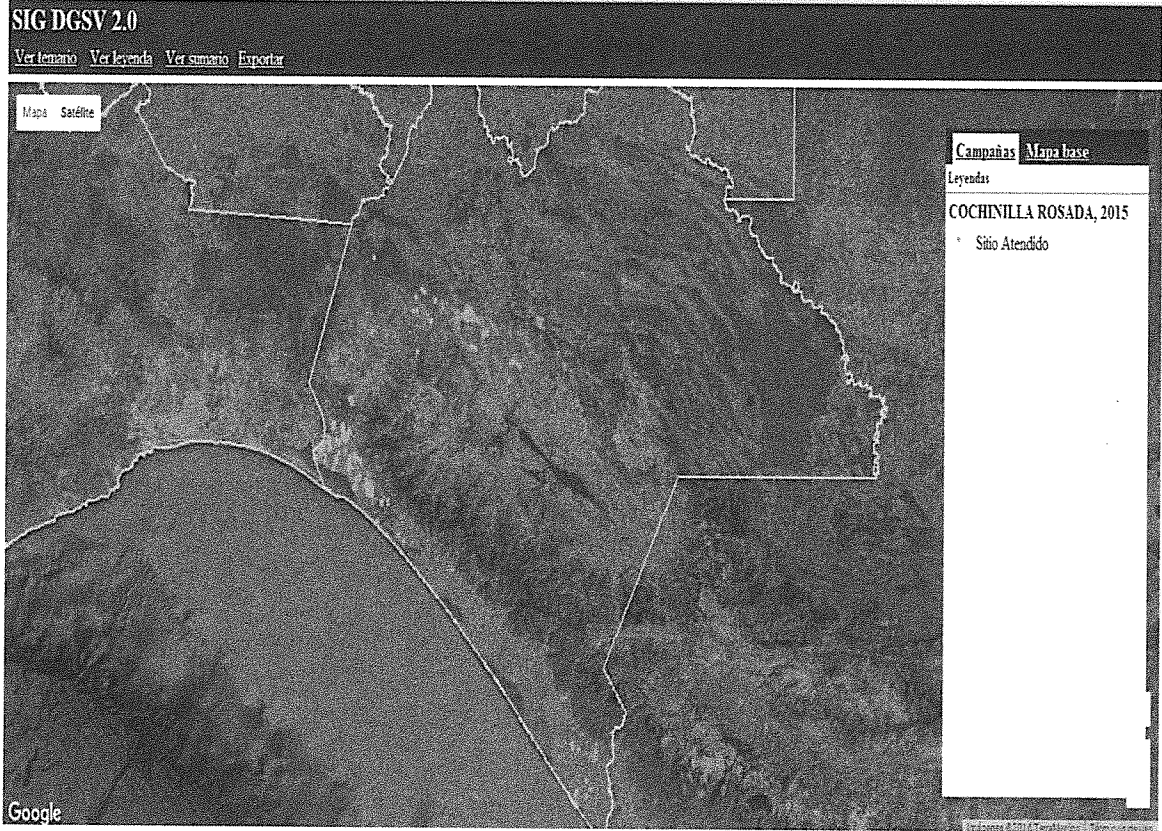 SIG DGSV 2.0
Ver temario Ver leyenda Ver sumario Exportar
Mapa Satélite
Campañas Mapa base
Leyendas
COCHINILLA ROSADA, 2015
Sitio Atendido
Google